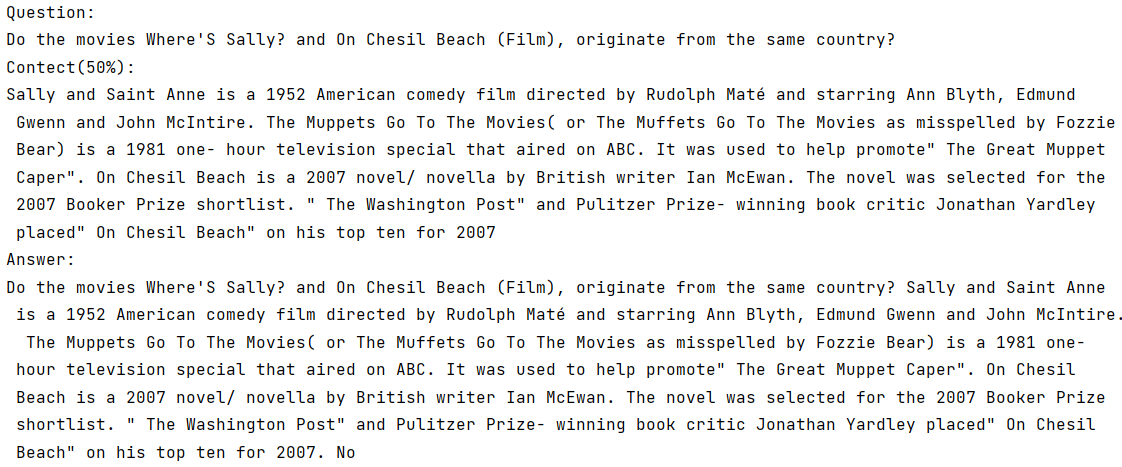 Question:
Do the movies Where'S Sally? and On Chesil Beach (Film), originate from the same country?
Contect(50%):
Sally and Saint Anne is a 1952 American comedy film directed by Rudolph Maté and starring Ann Blyth, Edmund
Gwenn and John McIntire. The Muppets Go To The Movies( or The Muffets Go To The Movies as misspelled by Fozzie
Bear) is a 1981 one- hour television special that aired on ABC. It was used to help promote" The Great Muppet
Caper". On Chesil Beach is a 2007 novel/ novella by British writer Ian McEwan. The novel was selected for the
2007 Booker Prize shortlist. " The Washington Post" and Pulitzer Prize- winning book critic Jonathan Yardley
placed" On Chesil Beach" on his top ten for 2007
Answer:
Do the movies Where'S Sally? and On Chesil Beach (Film), originate from the same country? Sally and Saint Anne
is a 1952 American comedy film directed by Rudolph Maté and starring Ann Blyth, Edmund Gwenn and John McIntire.
The Muppets Go To The Movies( or The Muffets Go To The Movies as misspelled by Fozzie Bear) is a 1981 one-
hour television special that aired on ABC. It was used to help promote" The Great Muppet Caper". On Chesil
Beach is a 2007 novel/ novella by British writer Ian McEwan. The novel was selected for the 2007 Booker Prize
shortlist. " The Washington Post" and Pulitzer Prize- winning book critic Jonathan Yardley placed" On Chesil
Beach" on his top ten for 2007. No